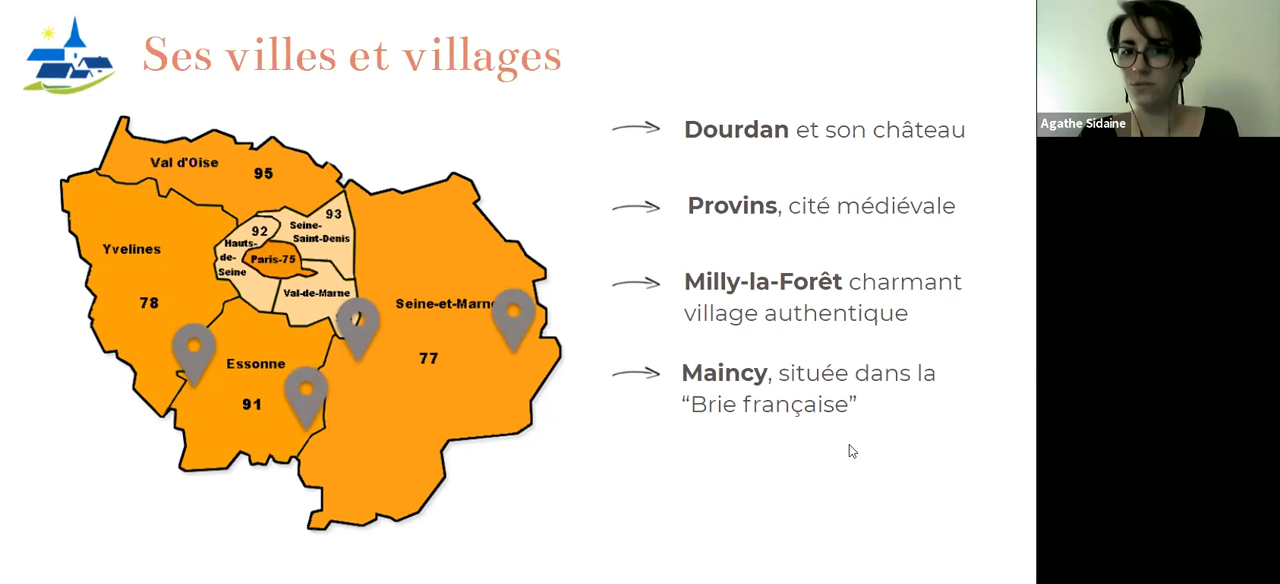 Ses villes et villages
Agathe Sidaine
Dourdan et son château
Provins, cité médiévale
Milly-la-Forêt charmant
village authentique
Maincy, située dans la
“Brie française”
Val d'Oise
95
Yvelines
78
92
Hauts-
de-
Seine
93
Seine-
Saint-Denis
Paris-75
Val-de-Marne
Seine-et-Marn
77
Essonne
91